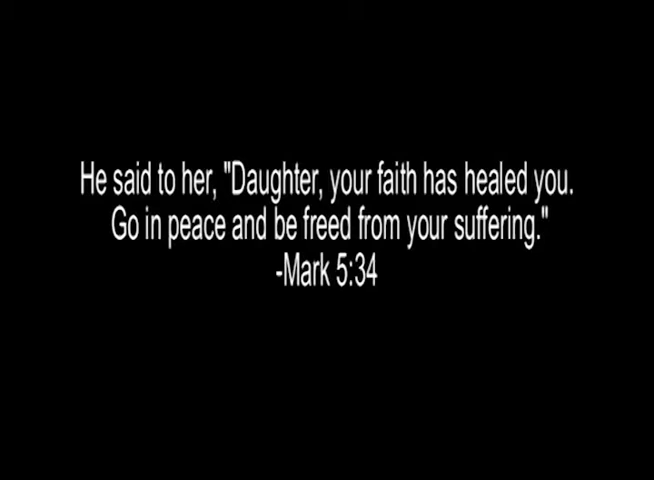 He said to her, "Daughter, your faith has healed you.
Go in peace and be freed from your suffering."
-Mark 5:34